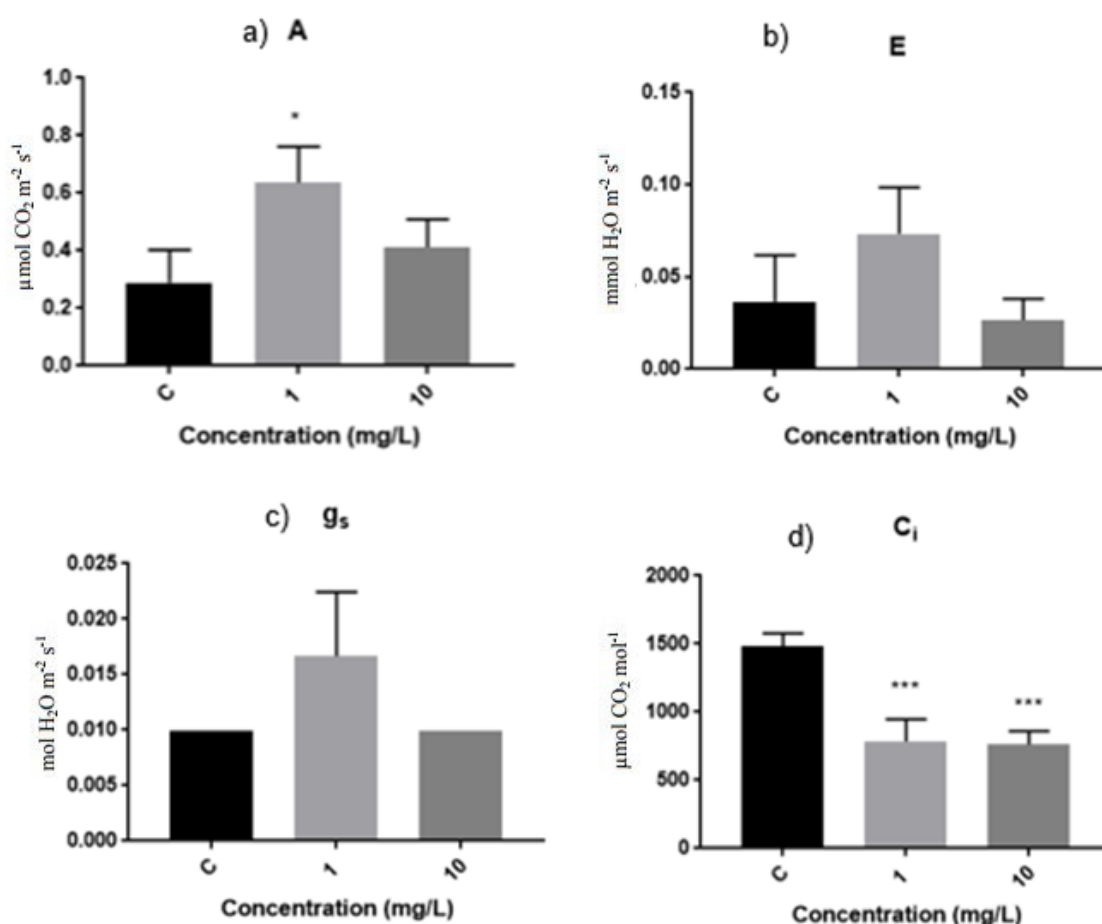 a) A
μmol CO₂ m⁻² s⁻¹
1.0
0.8
0.6
0.4
0.2
0.0
*
C
1
10
Concentration (mg/L)
b) E
mmol H₂O m⁻² s⁻¹
0.15
0.10
0.05
0.00
C
1
10
Concentration (mg/L)
c) gₛ
mol H₂O m⁻² s⁻¹
0.025
0.020
0.015
0.010
0.005
0.000
C
1
10
Concentration (mg/L)
d) Cᵢ
μmol CO₂ mol⁻¹
2000
1500
1000
500
0
***
***
C
1
10
Concentration (mg/L)